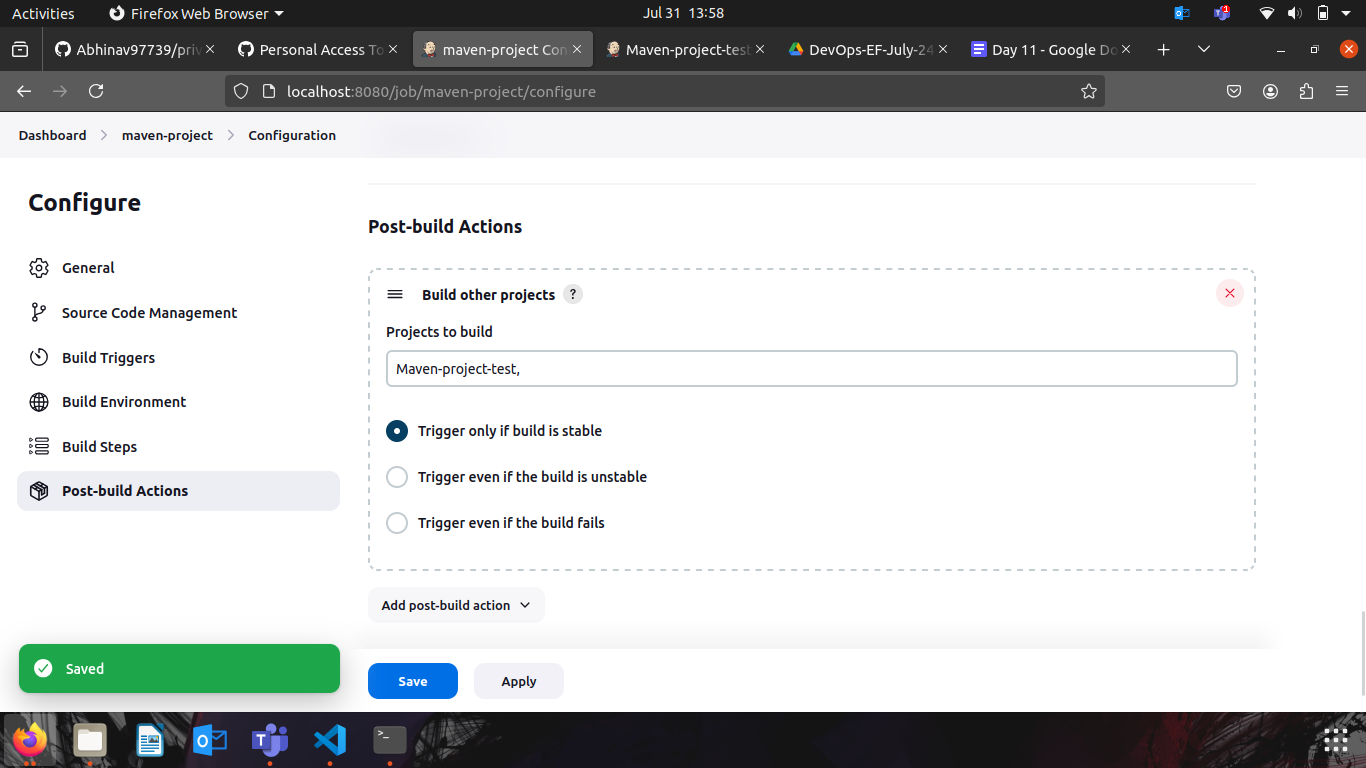 Activities
Firefox Web Browser
Jul 31 13:58
1
Abhinav97739/priv
Personal Access To
maven-project Con
Maven-project-test
DevOps-EF-July-24
Day 11 - Google Do
localhost:8080/job/maven-project/configure
Dashboard
maven-project
Configuration
Configure
General
Source Code Management
Build Triggers
Build Environment
Build Steps
Post-build Actions
Post-build Actions
Build other projects ?
Projects to build
Maven-project-test,
Trigger only if build is stable
Trigger even if the build is unstable
Trigger even if the build fails
Add post-build action
Saved
Save
Apply